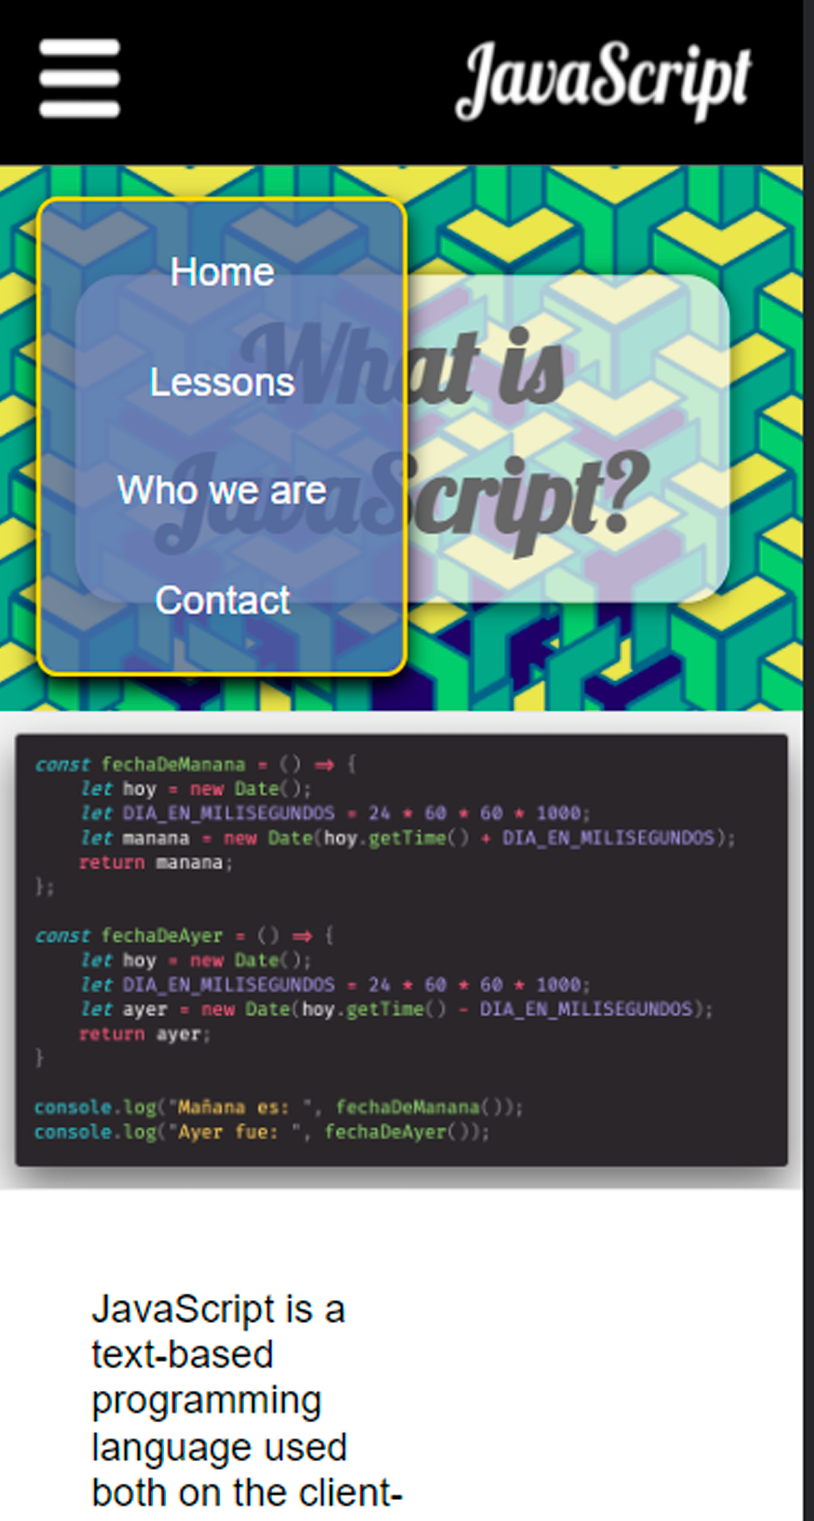 JavaScript
Home
Lessons
Who we are
Contact
What is
JavaScript?
const fechaDeManana = () => {
    let hoy = new Date();
    let DIA_EN_MILISEGUNDOS = 24 * 60 * 60 * 1000;
    let manana = new Date(hoy.getTime() + DIA_EN_MILISEGUNDOS);
    return manana;
};
const fechaDeAyer = () => {
    let hoy = new Date();
    let DIA_EN_MILISEGUNDOS = 24 * 60 * 60 * 1000;
    let ayer = new Date(hoy.getTime() - DIA_EN_MILISEGUNDOS);
    return ayer;
}
console.log("Mañana es: ", fechaDeManana());
console.log("Ayer fue: ", fechaDeAyer());
JavaScript is a
text-based
programming
language used
both on the client-